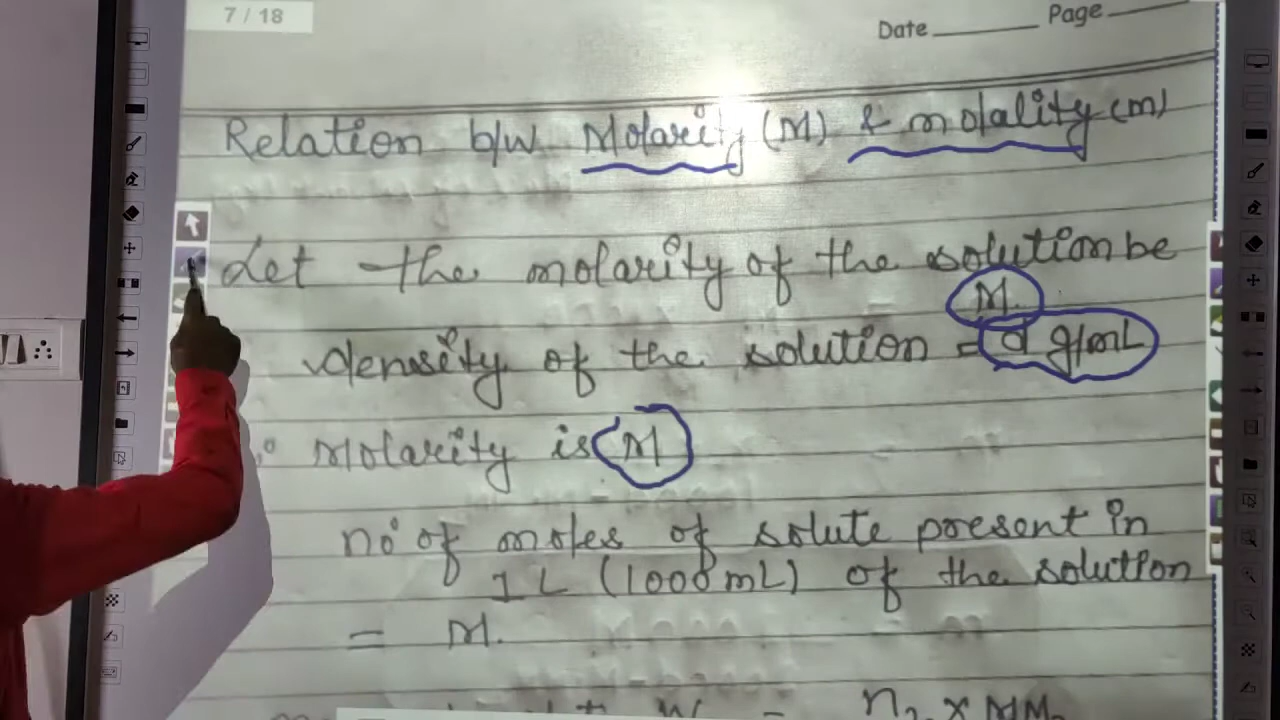 7 / 18
Date Page
Relation b/w Molarity (M) & molality (m)
Let the molarity of the solution be
M.
density of the solution = d g/mL
Molarity is M
no of moles of solute present in
1 L (1000 mL) of the solution
= M.